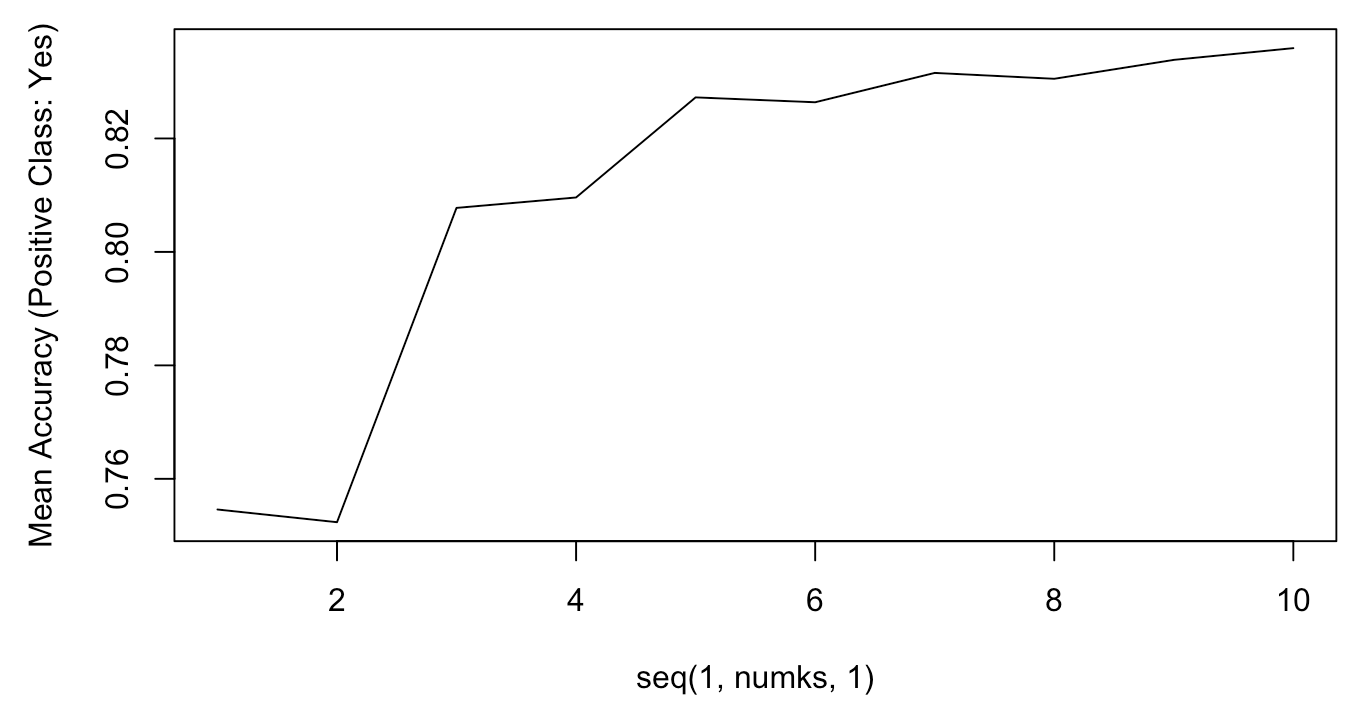 Mean Accuracy (Positive Class: Yes)
0.82
0.80
0.78
0.76
2 4 6 8 10
seq(1, numks, 1)